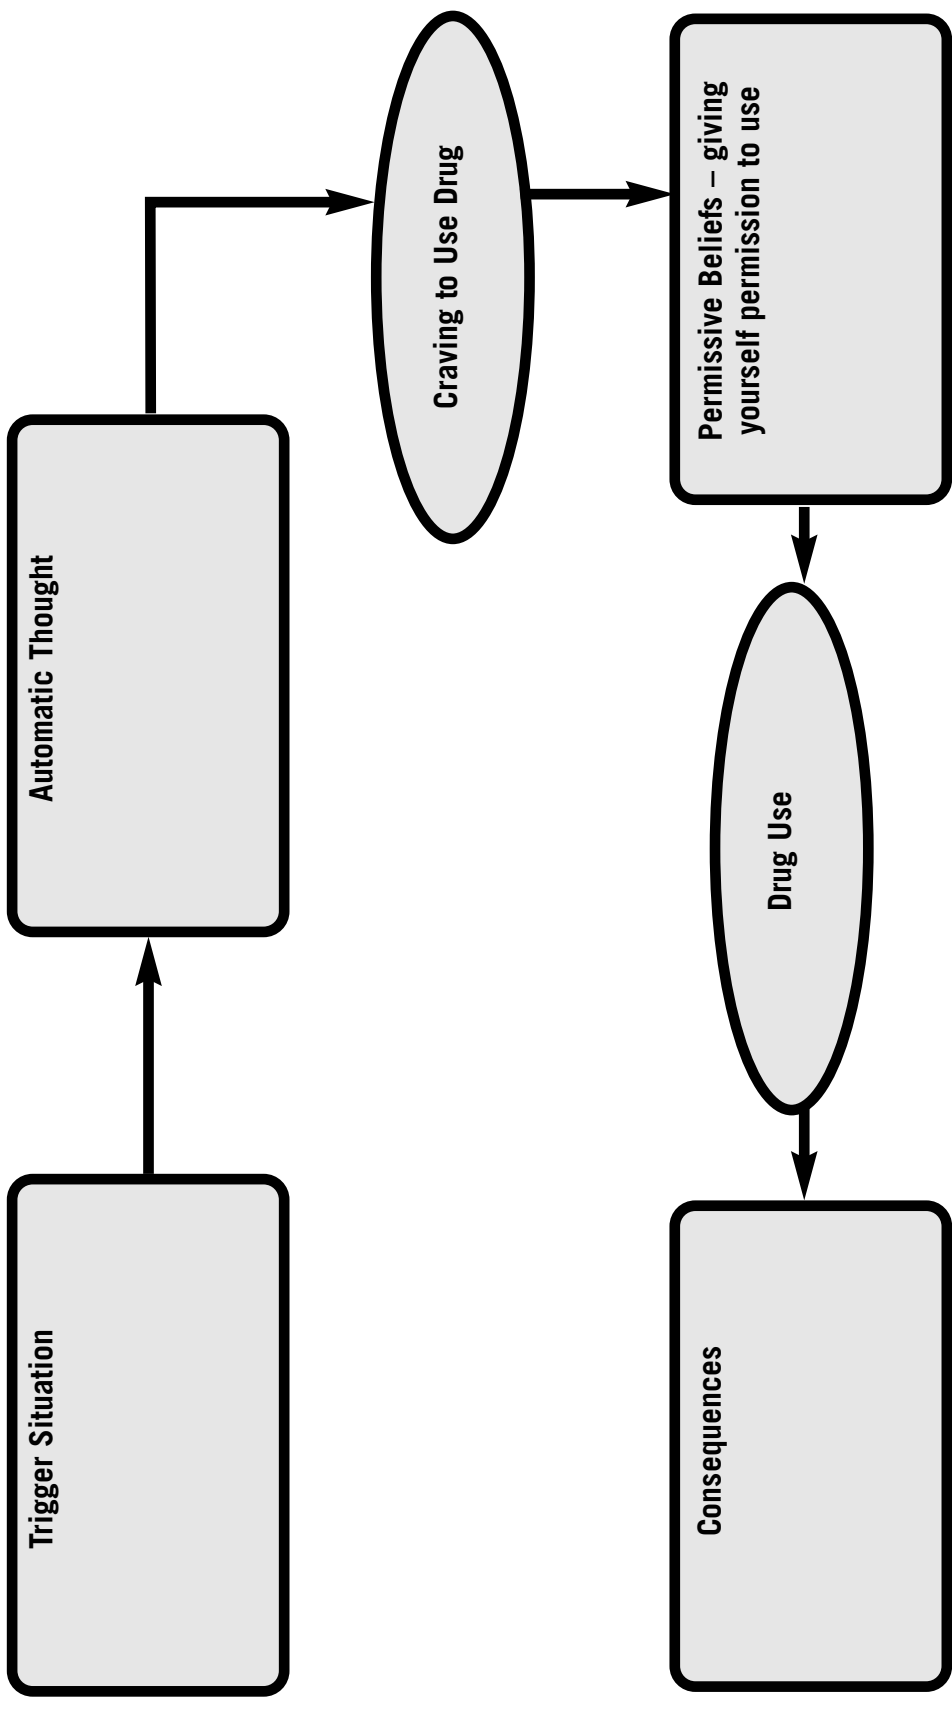 Trigger Situation
Automatic Thought
Craving to Use Drug
Permissive Beliefs – giving
yourself permission to use
Drug Use
Consequences